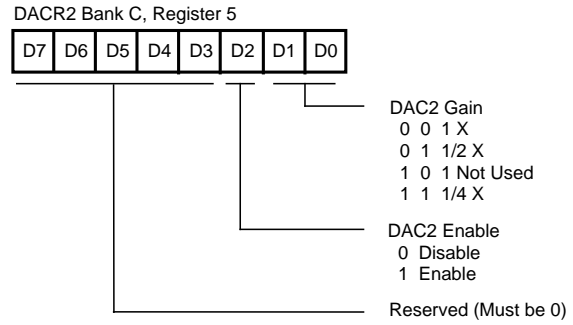 DACR2 Bank C, Register 5
D7 D6 D5 D4 D3 D2 D1 D0
DAC2 Gain
0 0 1 X
0 1 1/2 X
1 0 1 Not Used
1 1 1/4 X
DAC2 Enable
0 Disable
1 Enable
Reserved (Must be 0)